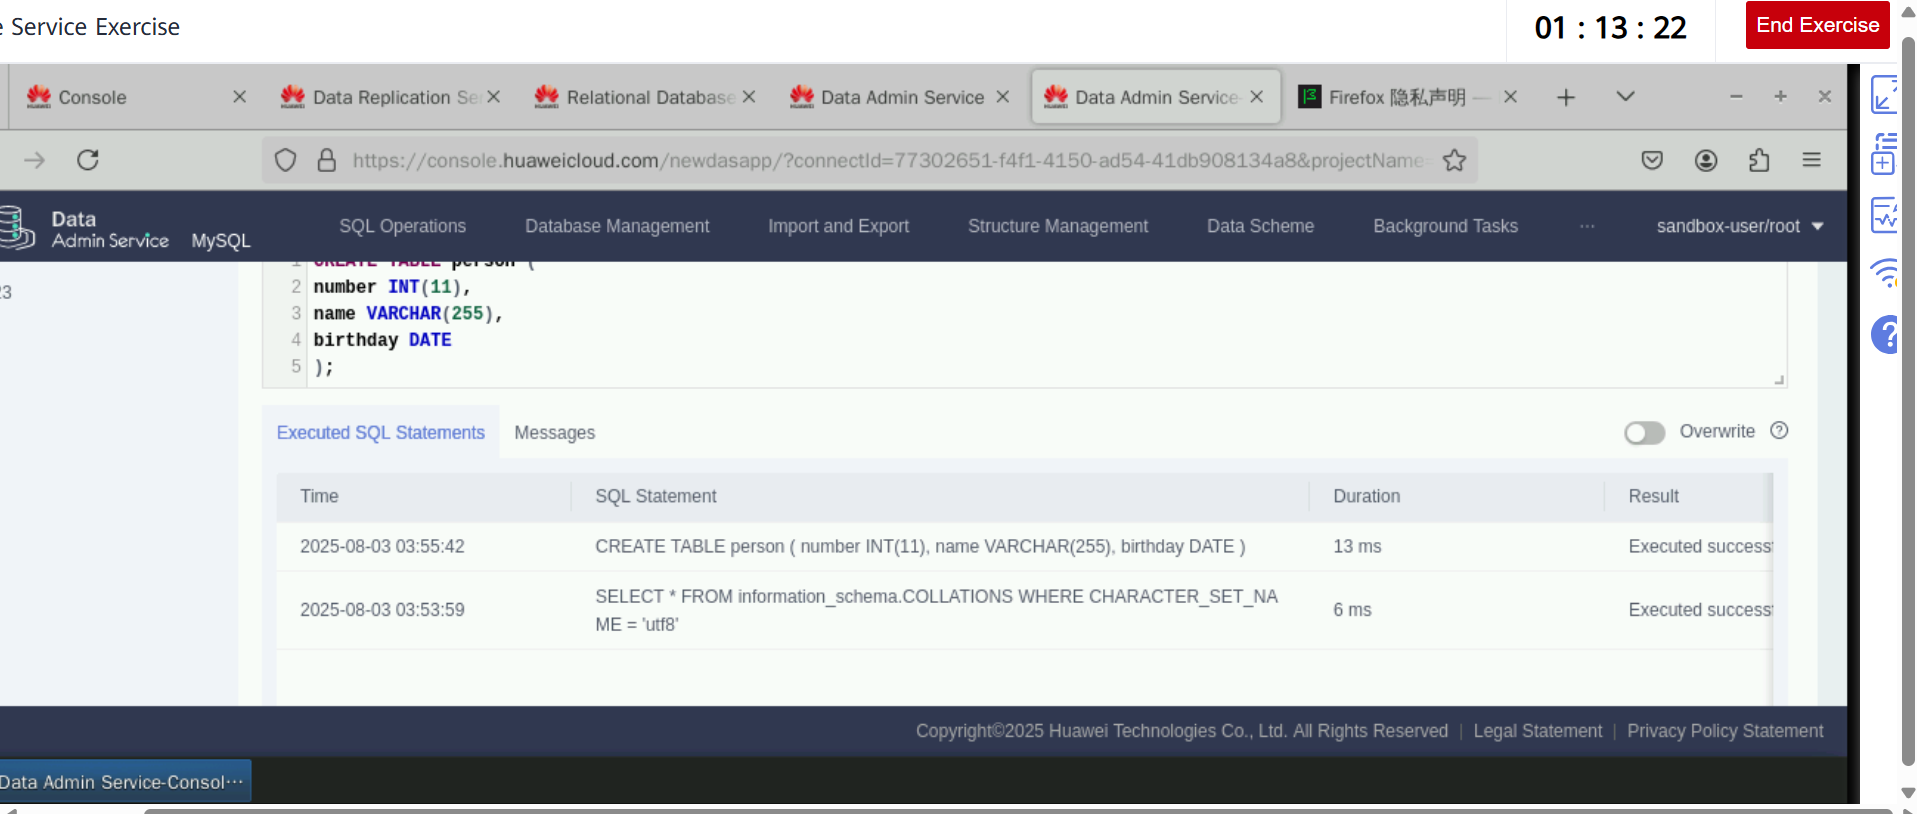 e Service Exercise
01 : 13 : 22
End Exercise
Console
Data Replication Se
Relational Database
Data Admin Service
Data Admin Service-
Firefox 隐私声明 —
https://console.huaweicloud.com/newdasapp/?connectId=77302651-f4f1-4150-ad54-41db908134a8&projectName=
Data
Admin Service
MySQL
SQL Operations
Database Management
Import and Export
Structure Management
Data Scheme
Background Tasks
···
sandbox-user/root
23
1 CREATE TABLE person (
2 number INT(11),
3 name VARCHAR(255),
4 birthday DATE
5 );
Executed SQL Statements
Messages
Overwrite
Time
SQL Statement
Duration
Result
2025-08-03 03:55:42
CREATE TABLE person ( number INT(11), name VARCHAR(255), birthday DATE )
13 ms
Executed success
2025-08-03 03:53:59
SELECT * FROM information_schema.COLLATIONS WHERE CHARACTER_SET_NA
ME = 'utf8'
6 ms
Executed success
Copyright©2025 Huawei Technologies Co., Ltd. All Rights Reserved | Legal Statement | Privacy Policy Statement
Data Admin Service-Consol···